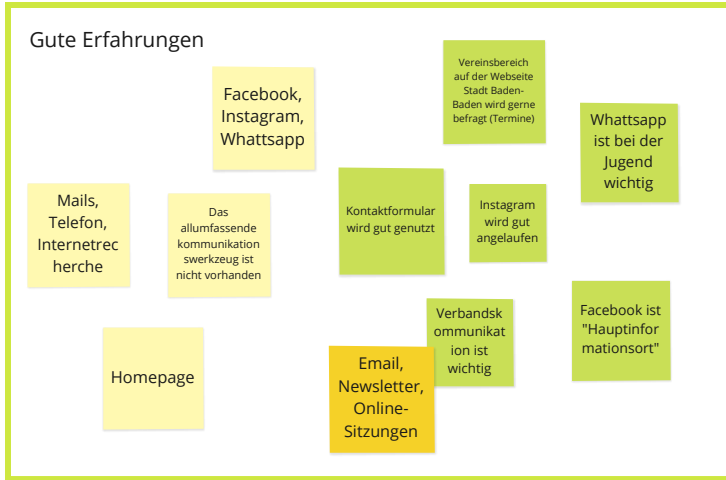 Gute Erfahrungen
Facebook,
Instagram,
Whattsapp
Vereinsbereich
auf der Webseite
Stadt Baden-
Baden wird gerne
befragt (Termine)
Whattsapp
ist bei der
Jugend
wichtig
Mails,
Telefon,
Internetrec
herche
Das
allumfassende
kommunikation
swerkzeug ist
nicht vorhanden
Kontaktformular
wird gut genutzt
Instagram
wird gut
angelaufen
Homepage
Email,
Newsletter,
Online-
Sitzungen
Verbandsk
ommunikat
ion ist
wichtig
Facebook ist
"Hauptinfor
mationsort"